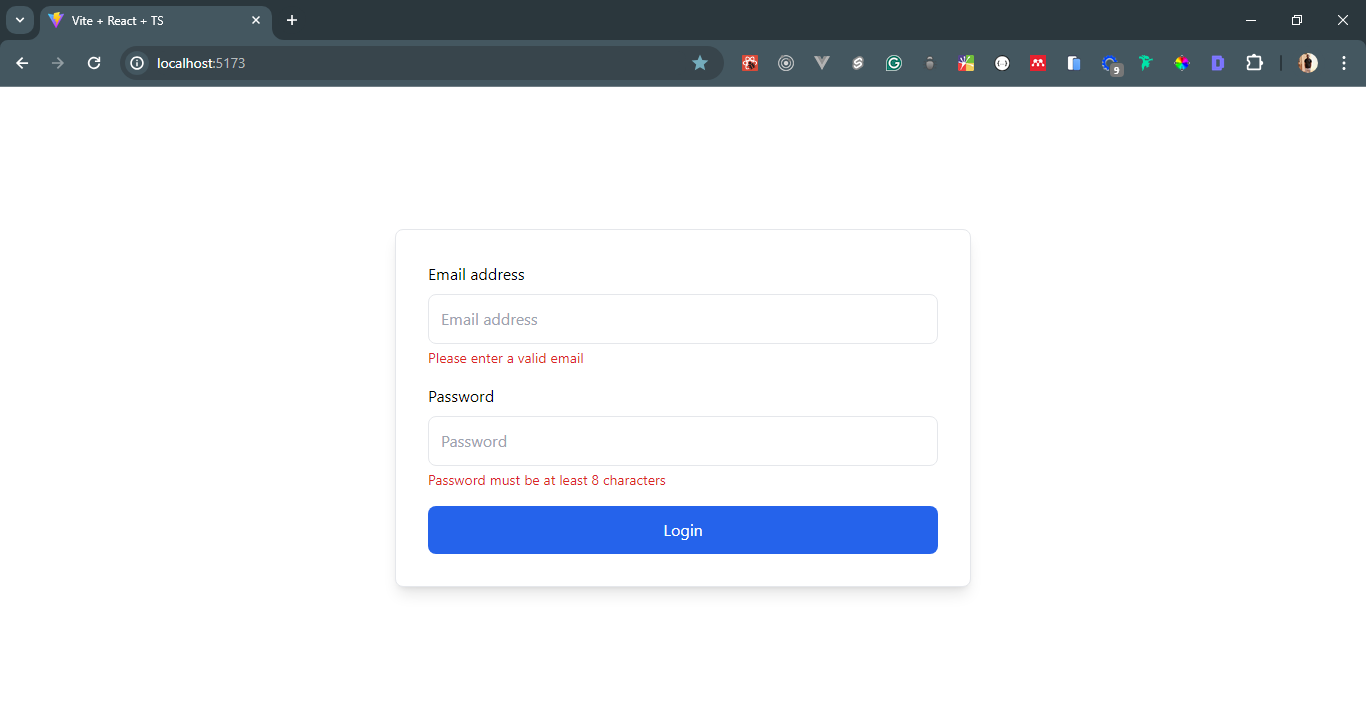 Vite + React + TS
localhost:5173
9
Email address
Email address
Please enter a valid email
Password
Password
Password must be at least 8 characters
Login